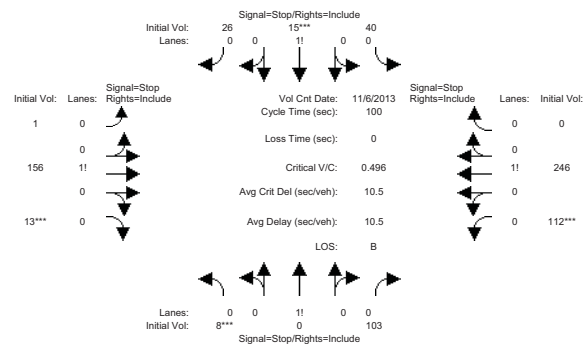 Signal=Stop/Rights=Include
Initial Vol: 26 15*** 40
Lanes: 0 0 1! 0 0
Signal=Stop
Initial Vol: Lanes: Rights=Include Vol Cnt Date: 11/6/2013 Signal=Stop
Rights=Include Lanes: Initial Vol:
Cycle Time (sec): 100
1 0 0 0
Loss Time (sec): 0
0 0
156 1! Critical V/C: 0.496 1! 246
0 Avg Crit Del (sec/veh): 10.5 0
13*** 0 Avg Delay (sec/veh): 10.5 0 112***
LOS: B
Lanes: 0 0 1! 0 0
Initial Vol: 8*** 0 103
Signal=Stop/Rights=Include